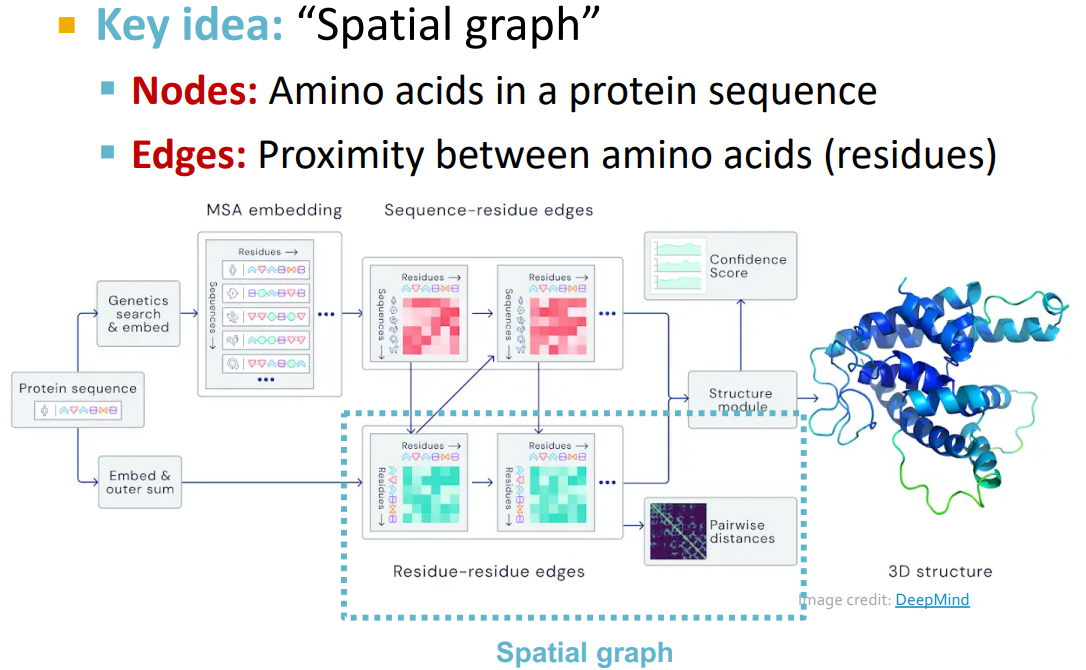 Key idea: “Spatial graph”
Nodes: Amino acids in a protein sequence
Edges: Proximity between amino acids (residues)
MSA embedding
Sequence-residue edges
Residues →
Sequences →
Genetics
search
& embed
Protein sequence
Embed &
outer sum
Residues →
Sequences →
Residues →
Sequences →
Confidence
Score
Structure
module
Residues →
Residues →
Residues →
Residues →
Pairwise
distances
Residue-residue edges
3D structure
Image credit: DeepMind
Spatial graph